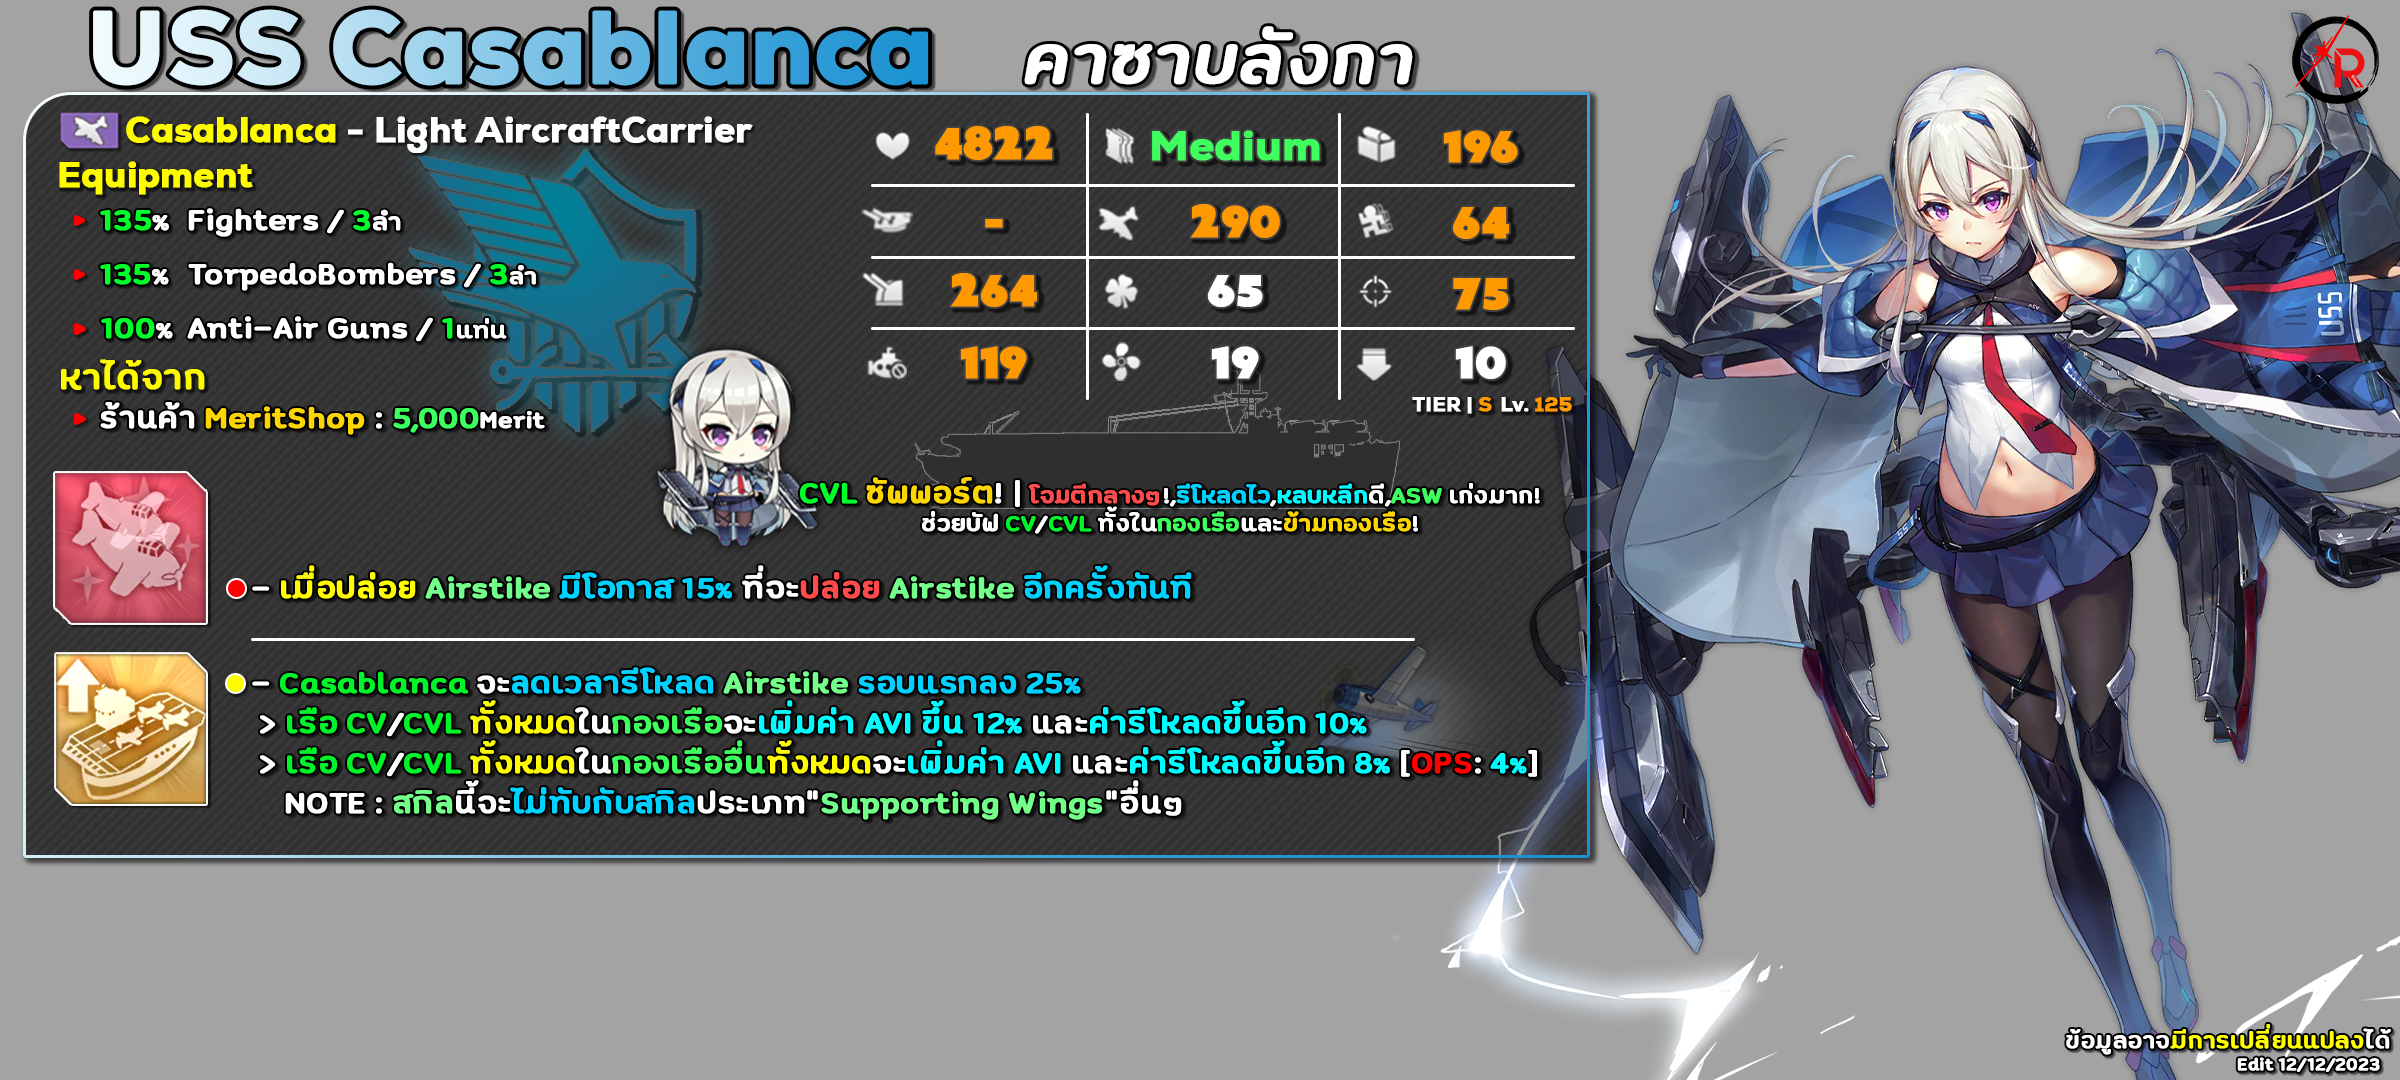 USS Casablanca คาซาบลังกา
Casablanca - Light AircraftCarrier
Equipment
135% Fighters / 3ลำ
135% TorpedoBombers / 3ลำ
100% Anti-Air Guns / 1แท่น
หาได้จาก
ร้านค้า MeritShop : 5,000Merit
4822 Medium 196
- 290 64
264 65 75
119 19 10
TIER | S Lv. 125
CVL ซัพพอร์ต! | โจมตีกลางๆ!,รีโหลดไว,หลบหลีกดี,ASW เก่งมาก!
ช่วยบัฟ CV/CVL ทั้งในกองเรือและข้ามกองเรือ!
- เมื่อปล่อย Airstike มีโอกาส 15% ที่จะปล่อย Airstike อีกครั้งทันที
- Casablanca จะลดเวลารีโหลด Airstike รอบแรกลง 25%
> เรือ CV/CVL ทั้งหมดในกองเรือจะเพิ่มค่า AVI ขึ้น 12% และค่ารีโหลดขึ้นอีก 10%
> เรือ CV/CVL ทั้งหมดในกองเรืออื่นทั้งหมดจะเพิ่มค่า AVI และค่ารีโหลดขึ้นอีก 8% [OPS: 4%]
NOTE : สกิลนี้จะไม่ทับกับสกิลประเภท"Supporting Wings"อื่นๆ
R
USS
ข้อมูลอาจมีการเปลี่ยนแปลงได้
Edit 12/12/2023